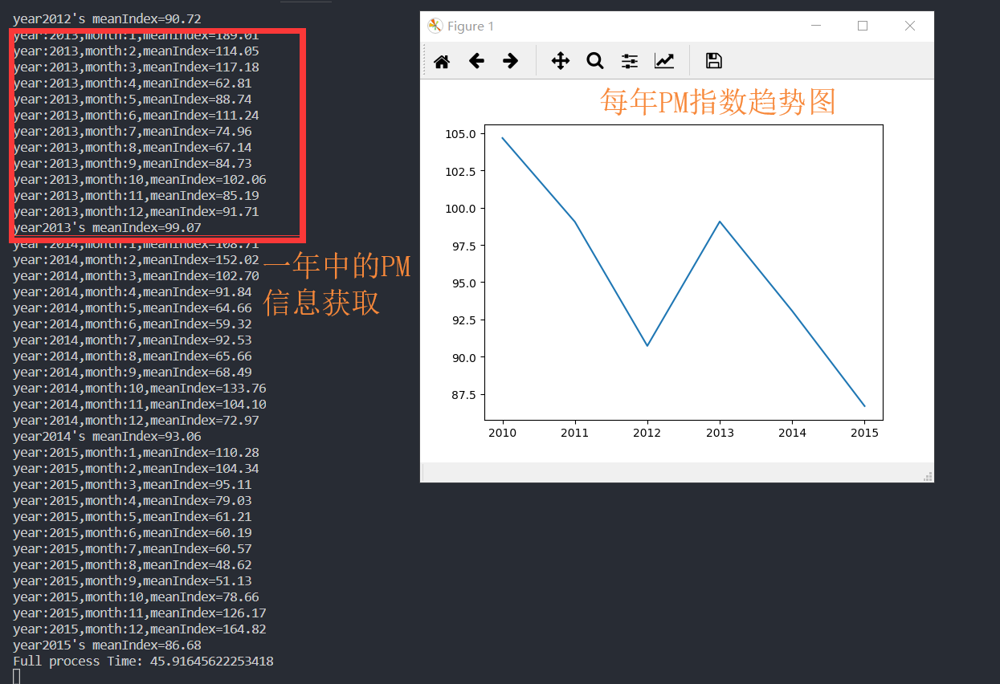 year2012's meanIndex=90.72
year:2013,month:1,meanIndex=189.01
year:2013,month:2,meanIndex=114.05
year:2013,month:3,meanIndex=117.18
year:2013,month:4,meanIndex=62.81
year:2013,month:5,meanIndex=88.74
year:2013,month:6,meanIndex=111.24
year:2013,month:7,meanIndex=74.96
year:2013,month:8,meanIndex=67.14
year:2013,month:9,meanIndex=84.73
year:2013,month:10,meanIndex=102.06
year:2013,month:11,meanIndex=85.19
year:2013,month:12,meanIndex=91.71
year2013's meanIndex=99.07
year:2014,month:1,meanIndex=108.71
year:2014,month:2,meanIndex=152.02
year:2014,month:3,meanIndex=102.70
year:2014,month:4,meanIndex=91.84
year:2014,month:5,meanIndex=64.66
year:2014,month:6,meanIndex=59.32
year:2014,month:7,meanIndex=92.53
year:2014,month:8,meanIndex=65.66
year:2014,month:9,meanIndex=68.49
year:2014,month:10,meanIndex=133.76
year:2014,month:11,meanIndex=104.10
year:2014,month:12,meanIndex=72.97
year2014's meanIndex=93.06
year:2015,month:1,meanIndex=110.28
year:2015,month:2,meanIndex=104.34
year:2015,month:3,meanIndex=95.11
year:2015,month:4,meanIndex=79.03
year:2015,month:5,meanIndex=61.21
year:2015,month:6,meanIndex=60.19
year:2015,month:7,meanIndex=60.57
year:2015,month:8,meanIndex=48.62
year:2015,month:9,meanIndex=51.13
year:2015,month:10,meanIndex=78.66
year:2015,month:11,meanIndex=126.17
year:2015,month:12,meanIndex=164.82
year2015's meanIndex=86.68
Full process Time: 45.91645622253418
一年中的PM
信息获取
Figure 1
每年PM指数趋势图
105.0
102.5
100.0
97.5
95.0
92.5
90.0
87.5
2010 2011 2012 2013 2014 2015